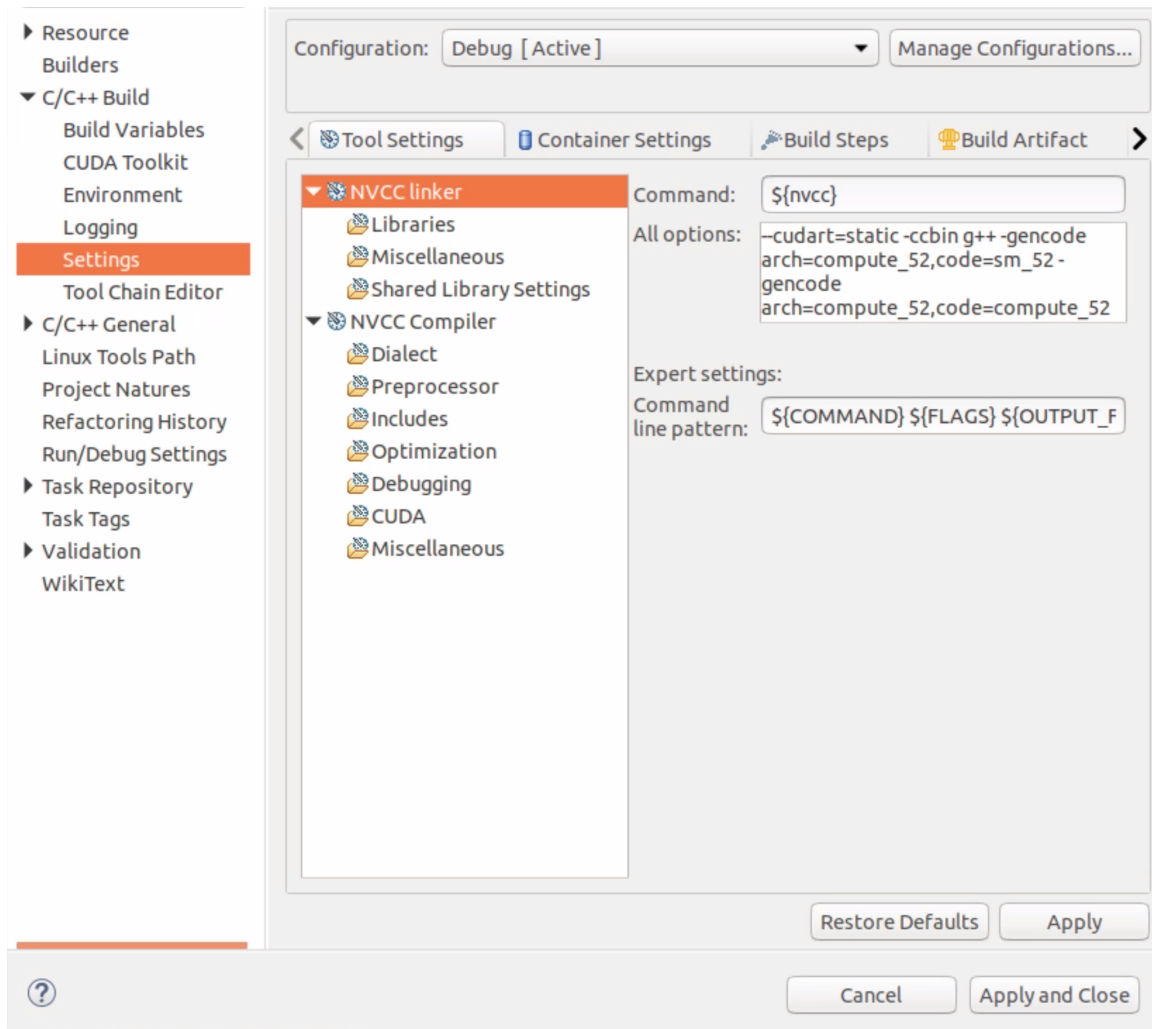 Resource
Builders
C/C++ Build
Build Variables
CUDA Toolkit
Environment
Logging
Settings
Tool Chain Editor
C/C++ General
Linux Tools Path
Project Natures
Refactoring History
Run/Debug Settings
Task Repository
Task Tags
Validation
WikiText
Configuration: Debug [ Active ] Manage Configurations...
Tool Settings Container Settings Build Steps Build Artifact
NVCC linker
Libraries
Miscellaneous
Shared Library Settings
NVCC Compiler
Dialect
Preprocessor
Includes
Optimization
Debugging
CUDA
Miscellaneous
Command: ${nvcc}
All options: --cudart=static -ccbin g++ -gencode
arch=compute_52,code=sm_52 -
gencode
arch=compute_52,code=compute_52
Expert settings:
Command
line pattern: ${COMMAND} ${FLAGS} ${OUTPUT_F
Restore Defaults Apply
? Cancel Apply and Close